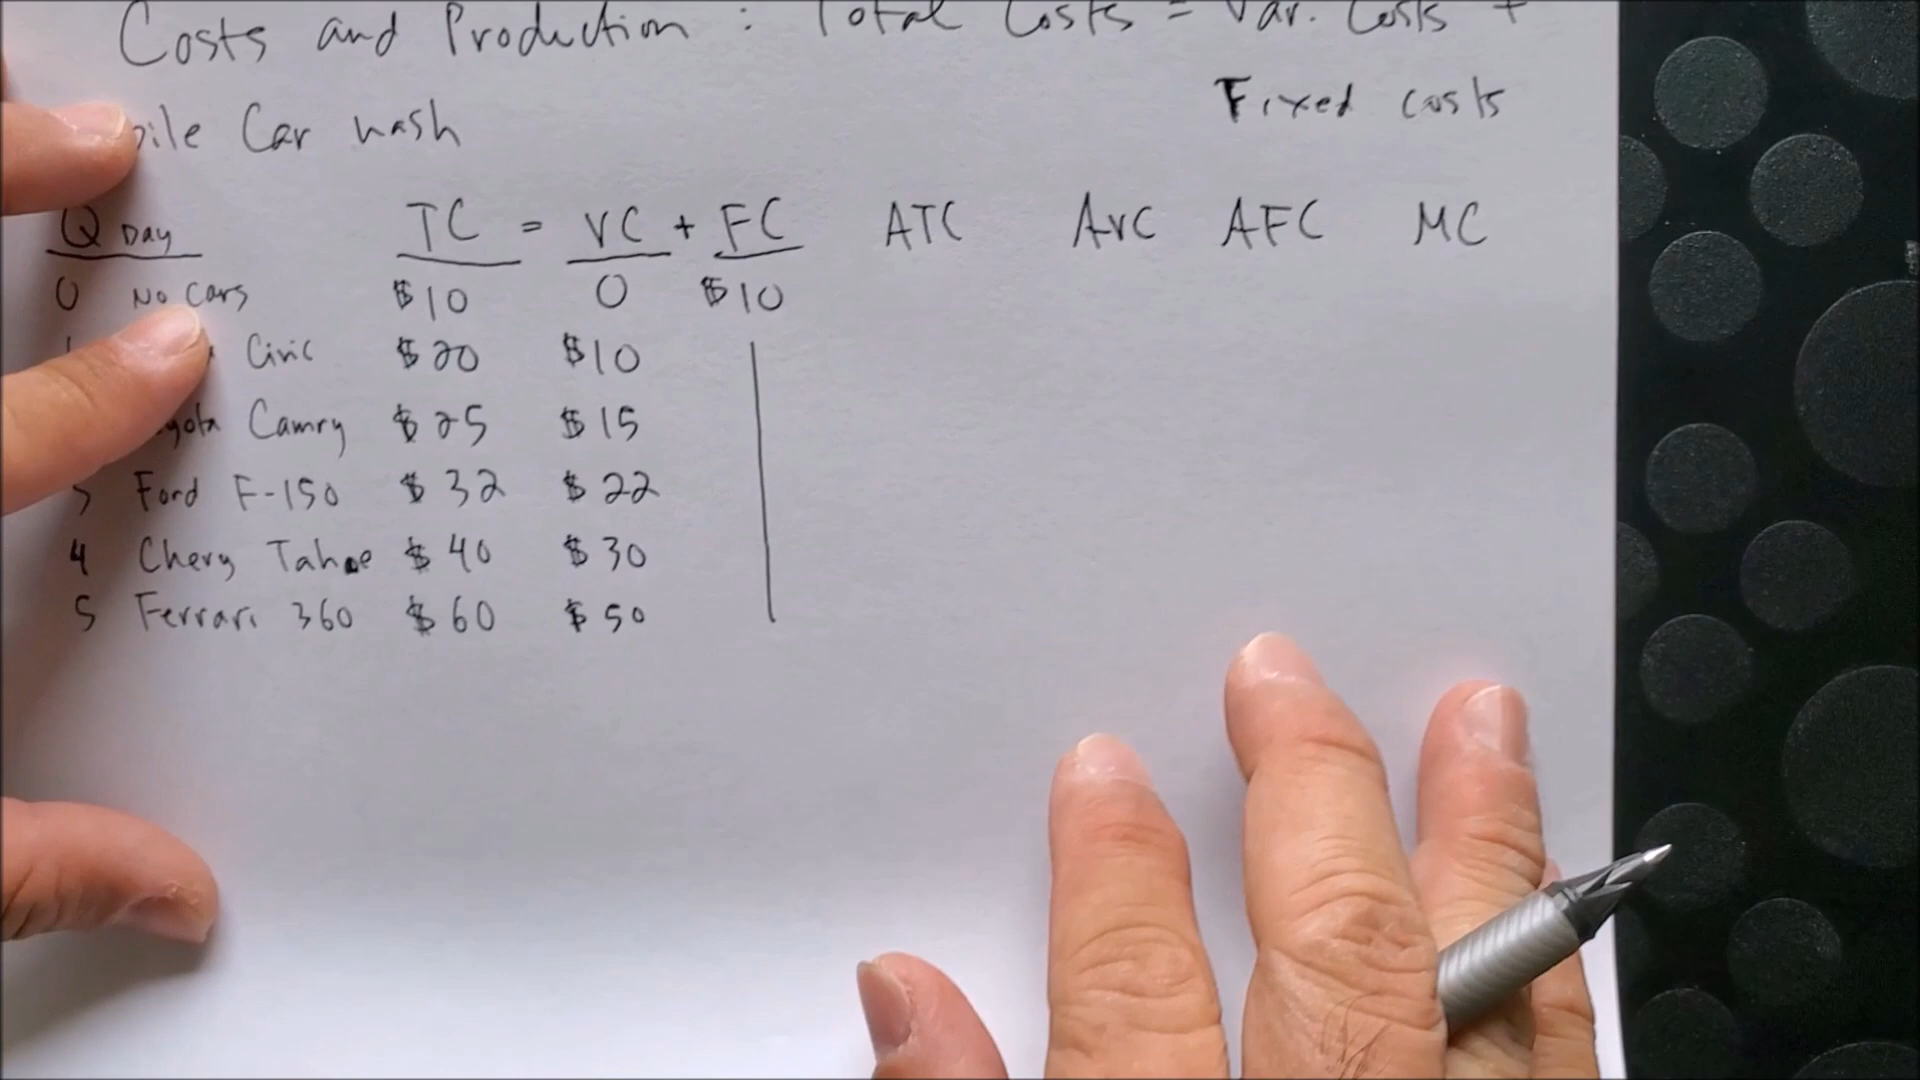 Costs and Production : Total Costs = Var. Costs +
Fixed costs
Car wash
Q Day TC = VC + FC ATC AVC AFC MC
0 No Cars $10 0 $10
Civic $20 $10
Camry $25 $15
Ford F-150 $32 $22
4 Chevy Tahoe $40 $30
5 Ferrari 360 $60 $50